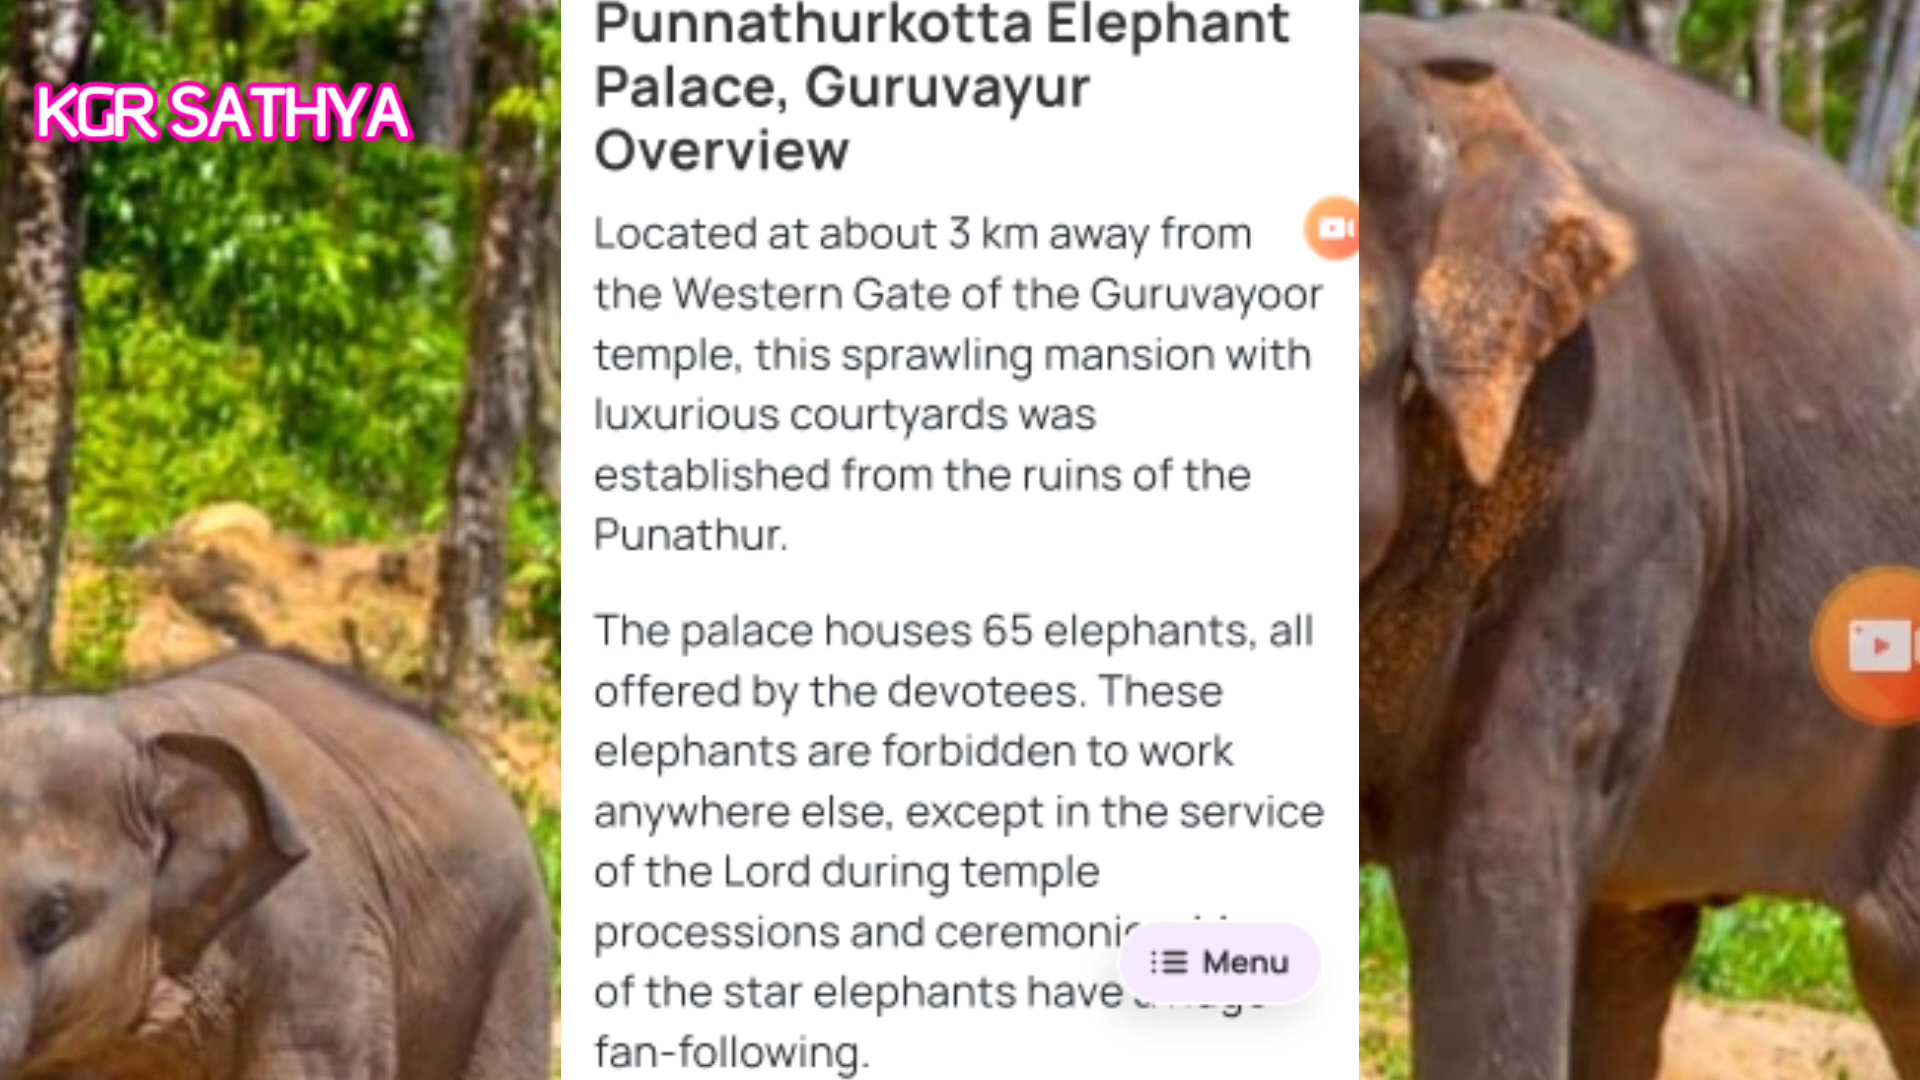 KGR SATHYA
Punnathurkotta Elephant
Palace, Guruvayur
Overview
Located at about 3 km away from
the Western Gate of the Guruvayoor
temple, this sprawling mansion with
luxurious courtyards was
established from the ruins of the
Punathur.
The palace houses 65 elephants, all
offered by the devotees. These
elephants are forbidden to work
anywhere else, except in the service
of the Lord during temple
processions and
Menu
of the star elephants have
fan-following.